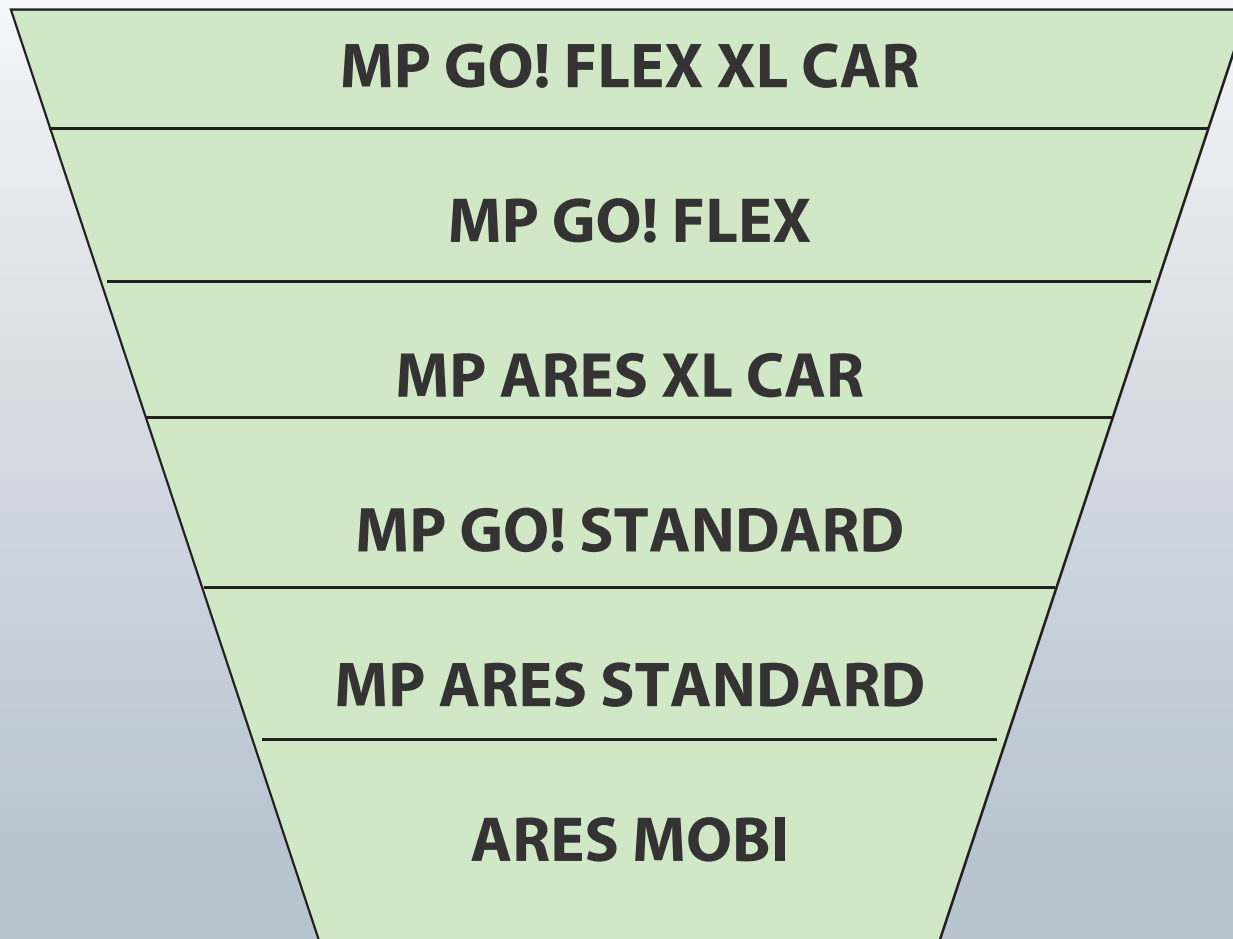 MP GO! FLEX XL CAR
MP GO! FLEX
MP ARES XL CAR
MP GO! STANDARD
MP ARES STANDARD
ARES MOBI